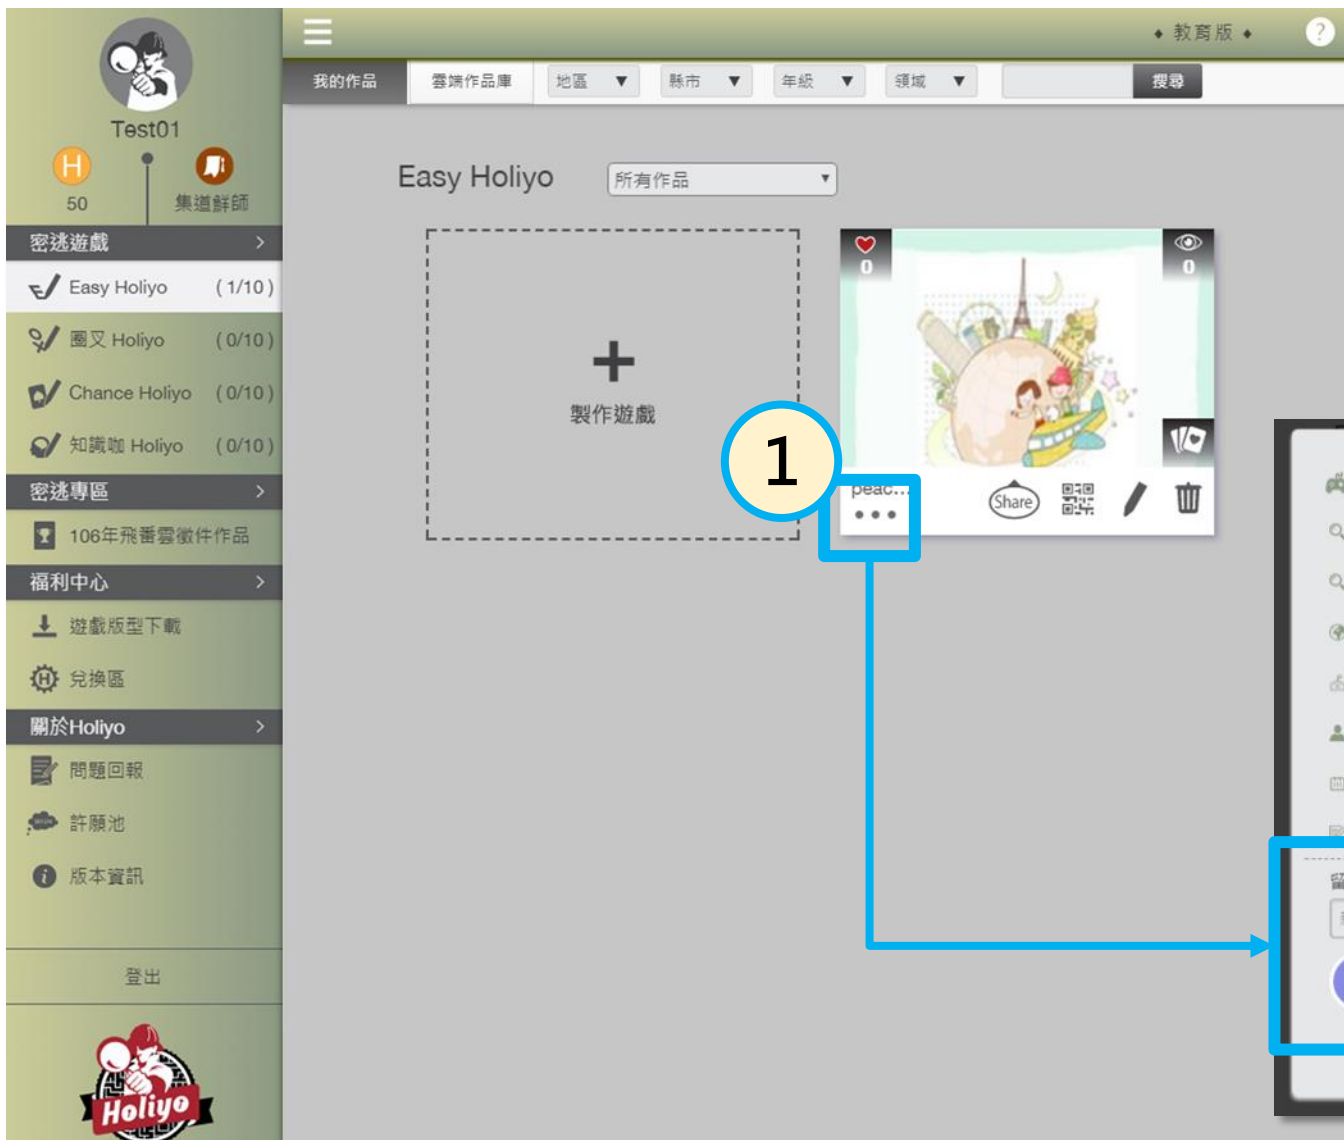 Test01
H
50
集道鮮師
密逃遊戲 >
Easy Holiyo (1/10)
圈叉 Holiyo (0/10)
Chance Holiyo (0/10)
知識咖 Holiyo (0/10)
密逃專區 >
106年飛番雲徵件作品
福利中心 >
遊戲版型下載
兌換區
關於Holiyo >
問題回報
許願池
版本資訊
登出
Holiyo
◆ 教育版 ◆ ?
我的作品 雲端作品庫 地區 ▼ 縣市 ▼ 年級 ▼ 領域 ▼ 搜尋
Easy Holiyo 所有作品 ▼
+
製作遊戲
0 0
1
peac...
•••
Share
留